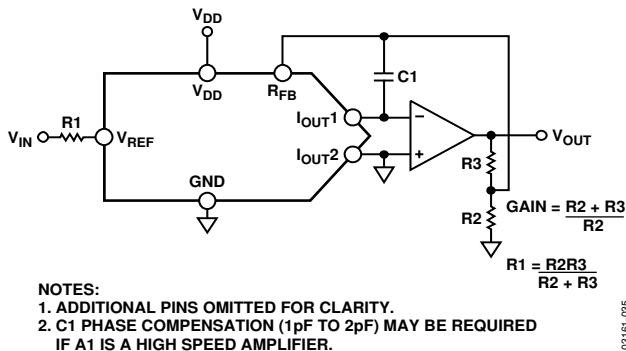 VDD
VDD
RFB
C1
R1
VIN
VREF
IOUT1
IOUT2
−
+
VOUT
GND
R3
R2
GAIN = R2 + R3
R2
R1 = R2R3
R2 + R3
NOTES:
1. ADDITIONAL PINS OMITTED FOR CLARITY.
2. C1 PHASE COMPENSATION (1pF TO 2pF) MAY BE REQUIRED
IF A1 IS A HIGH SPEED AMPLIFIER.
03161-035